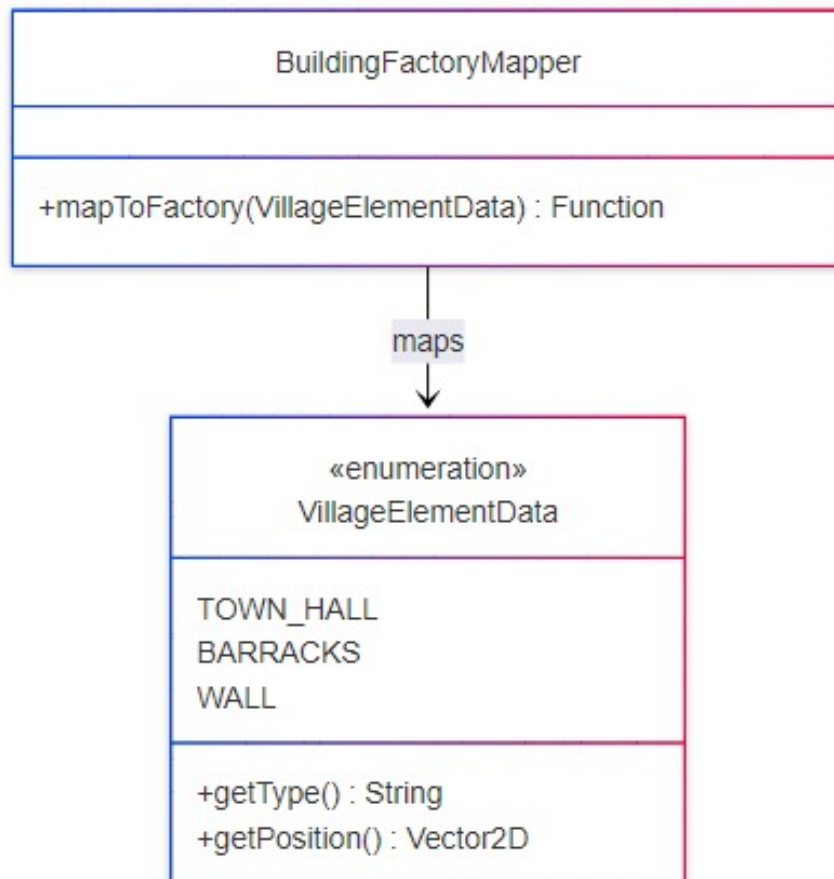 BuildingFactoryMapper
+mapToFactory(VillageElementData) : Function
maps
«enumeration»
VillageElementData
TOWN_HALL
BARRACKS
WALL
+getType() : String
+getPosition() : Vector2D